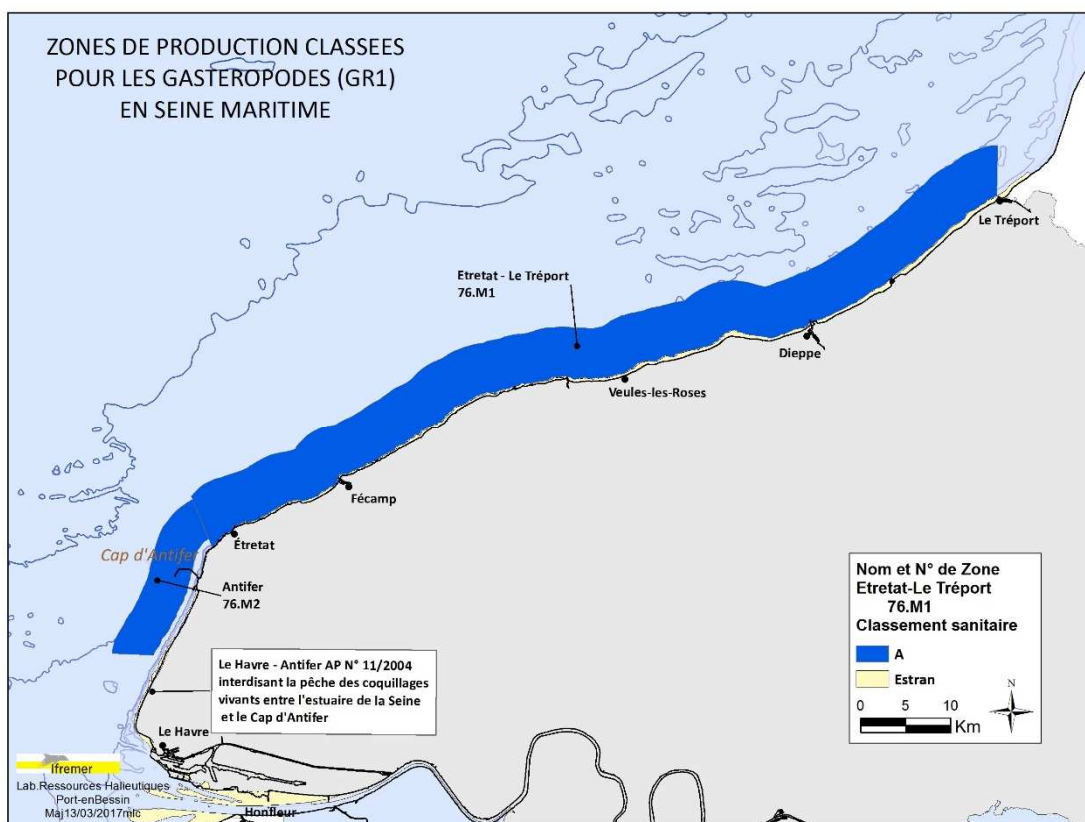 ZONES DE PRODUCTION CLASSEES
POUR LES GASTEROPODES (GR1)
EN SEINE MARITIME
Le Tréport
Etretat - Le Tréport
76.M1
Dieppe
Veules-les-Roses
Fécamp
Étretat
Cap d'Antifer
Antifer
76.M2
Le Havre - Antifer AP N° 11/2004
interdisant la pêche des coquillages
vivants entre l'estuaire de la Seine
et le Cap d'Antifer
Le Havre
Honfleur
Ifremer
Lab.Ressources Halieutiques
Port-enBessin
Maj13/03/2017mlc
Nom et N° de Zone
Etretat-Le Tréport
76.M1
Classement sanitaire
A
Estran
N
0 5 10
Km